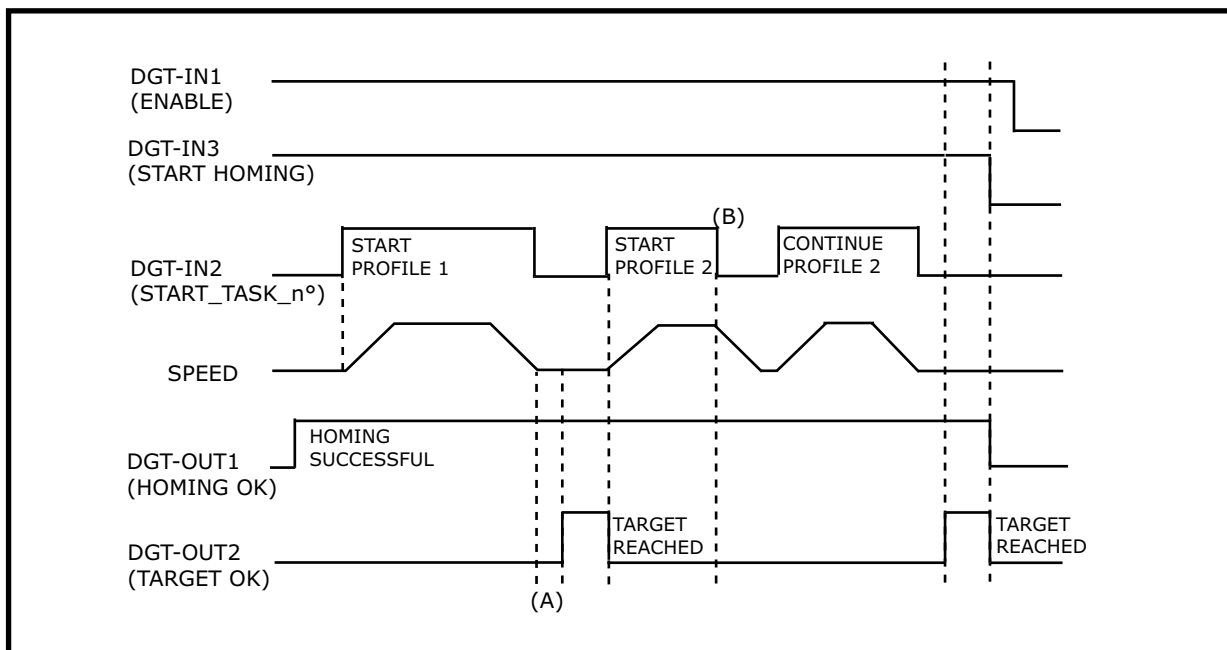 DGT-IN1
(ENABLE)
DGT-IN3
(START HOMING)
(B)
START
PROFILE 1
START
PROFILE 2
CONTINUE
PROFILE 2
DGT-IN2
(START_TASK_n°)
SPEED
HOMING
SUCCESSFUL
DGT-OUT1
(HOMING OK)
TARGET
REACHED
TARGET
REACHED
DGT-OUT2
(TARGET OK)
(A)